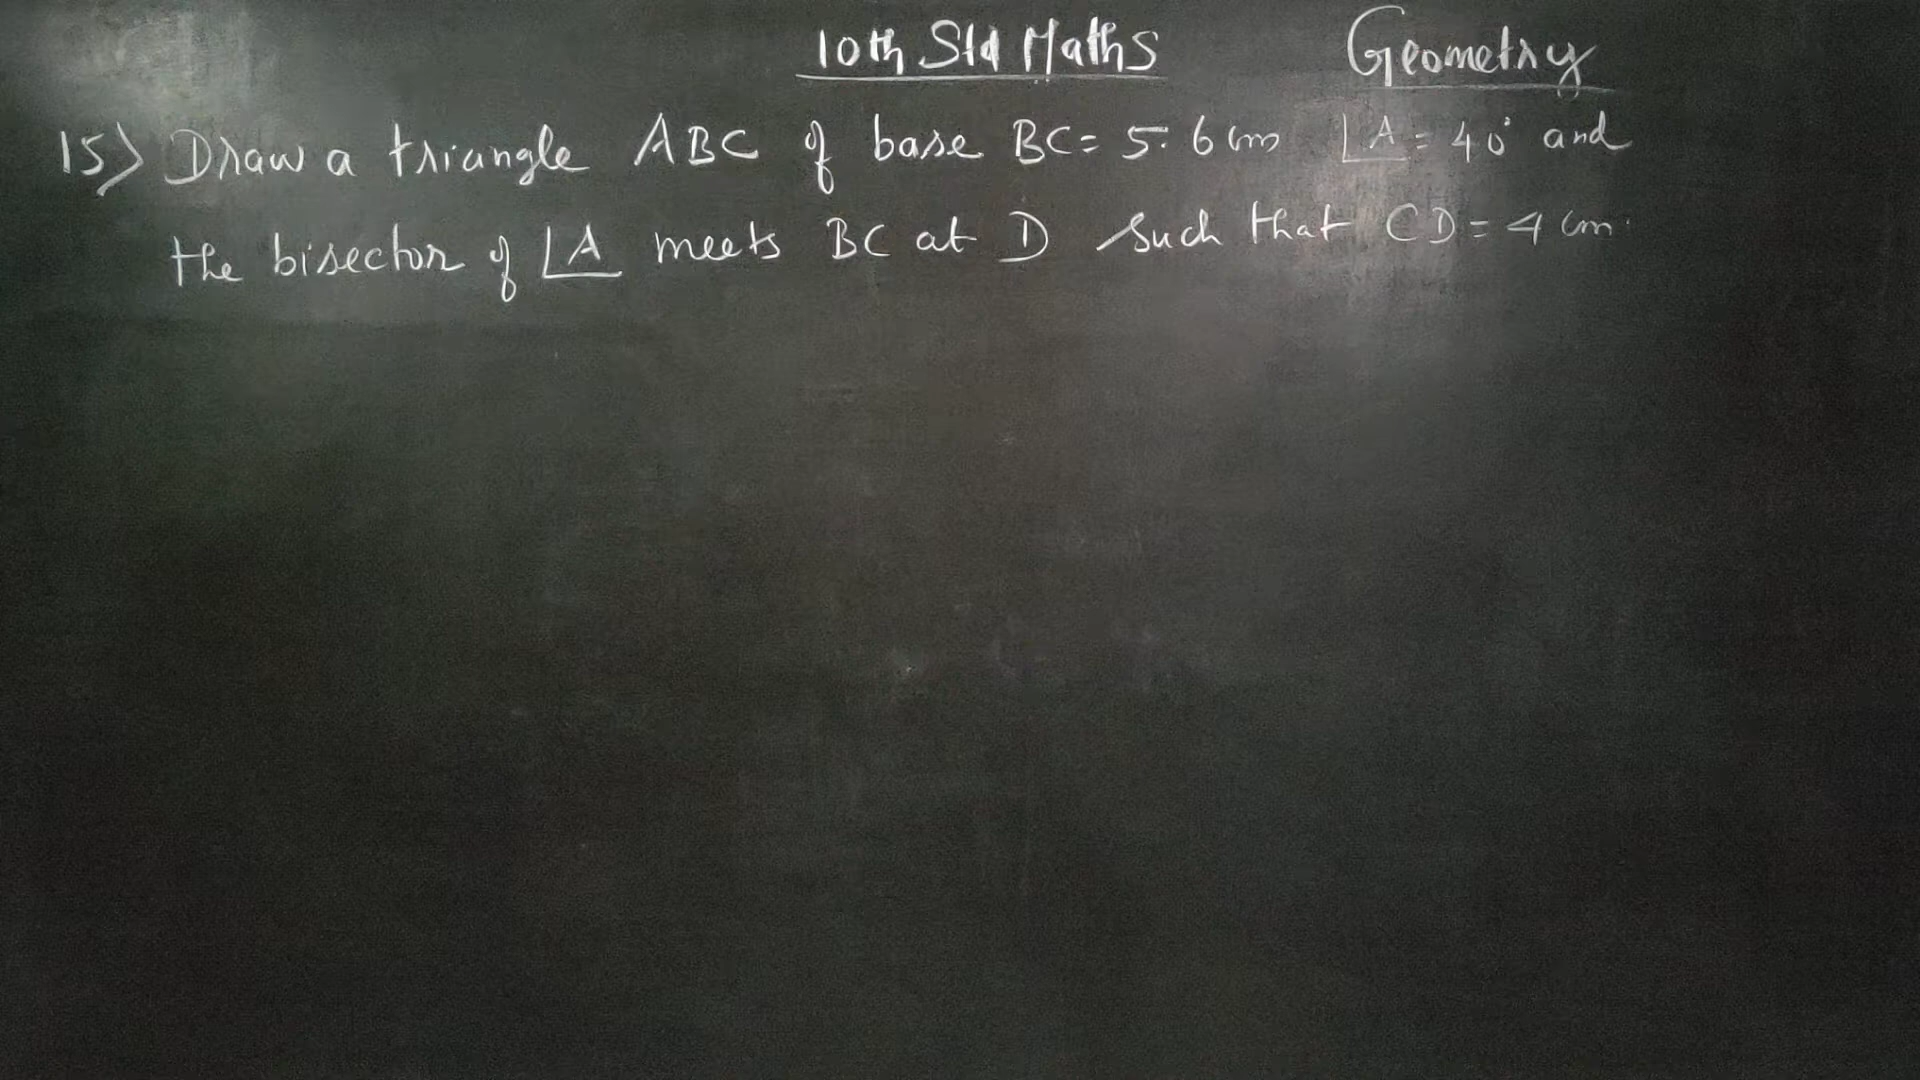 10th Std Maths Geometry
15) Draw a triangle ABC of base BC = 5.6 cm ∠A = 40° and
the bisector of ∠A meets BC at D such that CD = 4 cm.